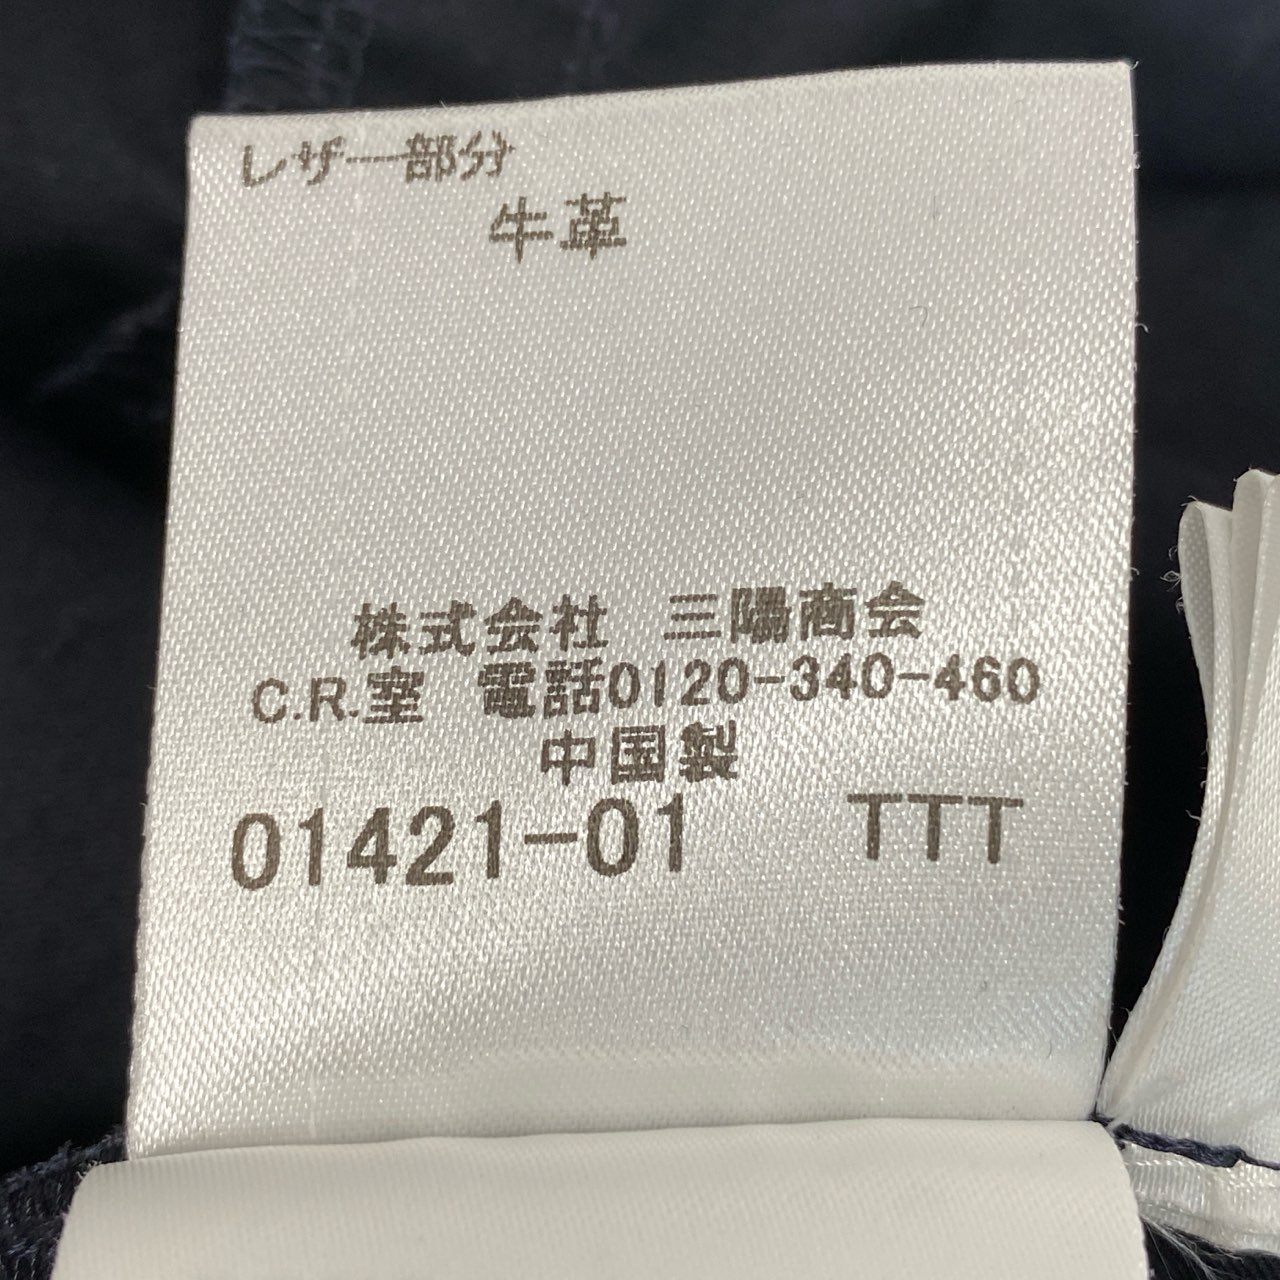 レザー部分
牛革
株式会社 三陽商会
C.R.室 電話0120-340-460
中国製
01421-01 TTT